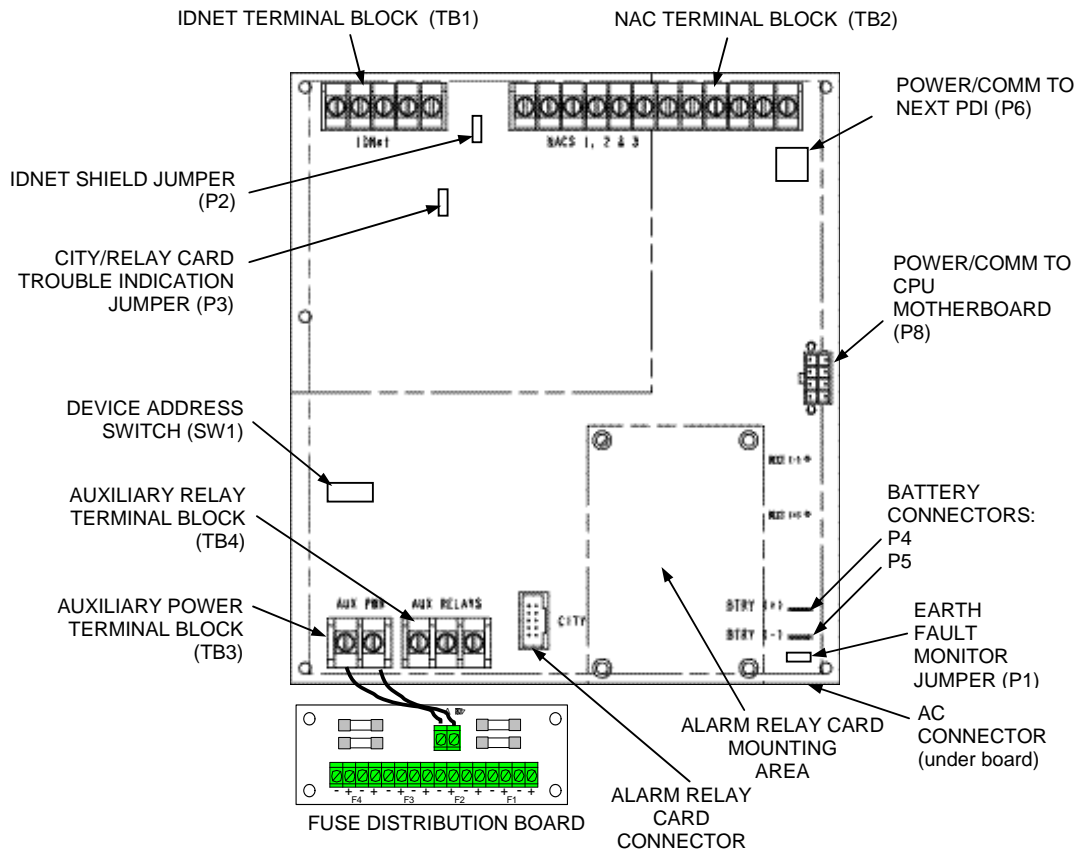 IDNET TERMINAL BLOCK (TB1)
NAC TERMINAL BLOCK (TB2)
POWER/COMM TO
NEXT PDI (P6)
IDNet
NACS 1, 2 & 3
IDNET SHIELD JUMPER
(P2)
CITY/RELAY CARD
TROUBLE INDICATION
JUMPER (P3)
POWER/COMM TO
CPU
MOTHERBOARD
(P8)
DEVICE ADDRESS
SWITCH (SW1)
AUXILIARY RELAY
TERMINAL BLOCK
(TB4)
BATTERY
CONNECTORS:
P4
P5
AUXILIARY POWER
TERMINAL BLOCK
(TB3)
AUX PWR
AUX RELAYS
CITY
BTRY (+)
BTRY (-)
EARTH
FAULT
MONITOR
JUMPER (P1)
AC
CONNECTOR
(under board)
ALARM RELAY CARD
MOUNTING
AREA
- + - + - + - + - + - + - + - +
F4 F3 F2 F1
FUSE DISTRIBUTION BOARD
ALARM RELAY
CARD
CONNECTOR